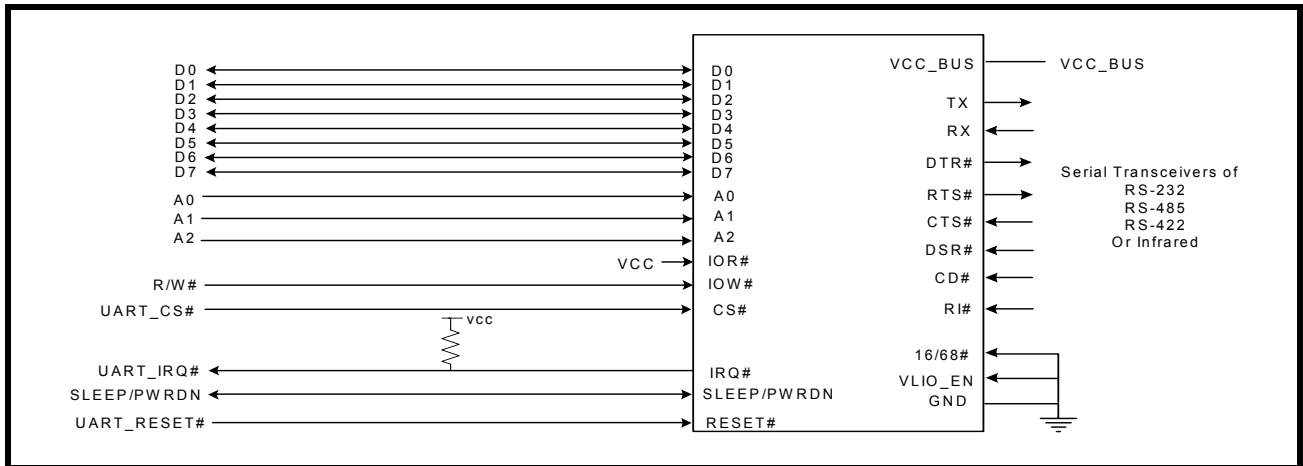 D0
D1
D2
D3
D4
D5
D6
D7
A0
A1
A2
VCC
R/W#
UART_CS#
vcc
UART_IRQ#
SLEEP/PWRDN
UART_RESET#
D0
D1
D2
D3
D4
D5
D6
D7
A0
A1
A2
IOR#
IOW#
CS#
IRQ#
SLEEP/PWRDN
RESET#
VCC_BUS
TX
RX
DTR#
RTS#
CTS#
DSR#
CD#
RI#
16/68#
VLIO_EN
GND
VCC_BUS
Serial Transceivers of
RS-232
RS-485
RS-422
Or Infrared